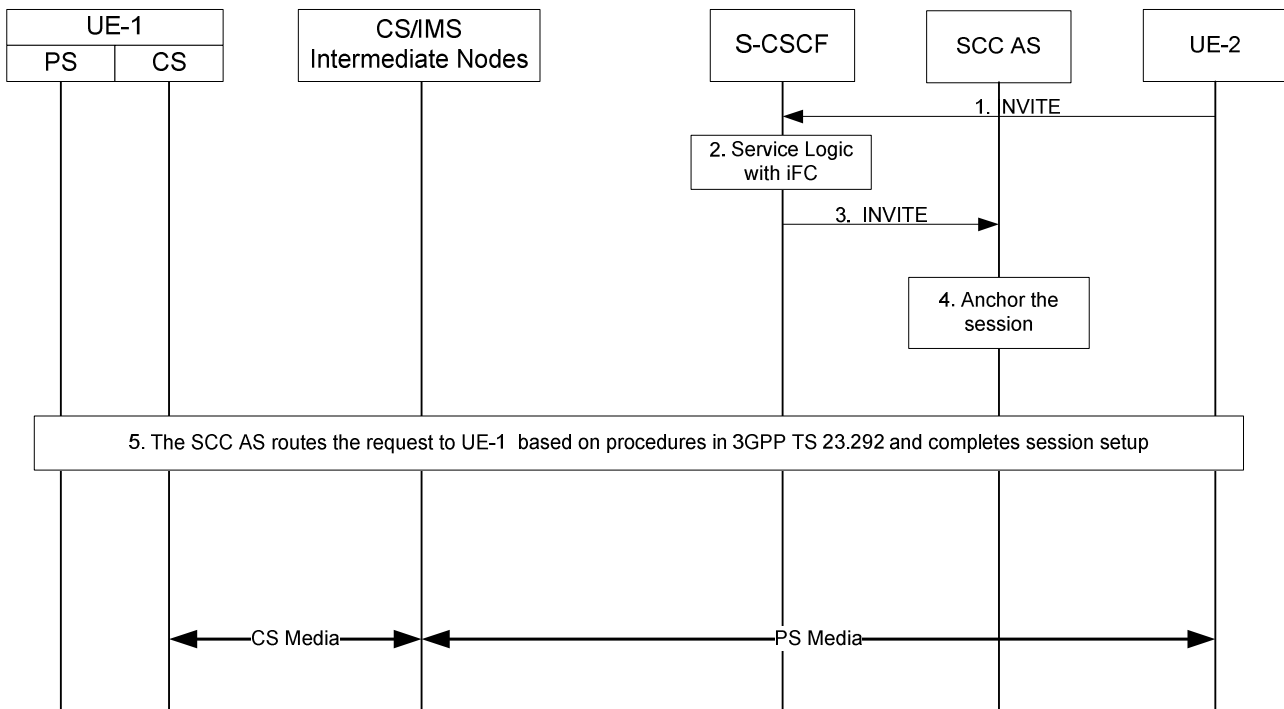 UE-1
PS
CS
CS/IMS
Intermediate Nodes
S-CSCF
SCC AS
UE-2
1. NVITE
2. Service Logic
with iFC
3. INVITE
4. Anchor the
session
5. The SCC AS routes the request to UE-1 based on procedures in 3GPP TS 23.292 and completes session setup
CS Media
PS Media